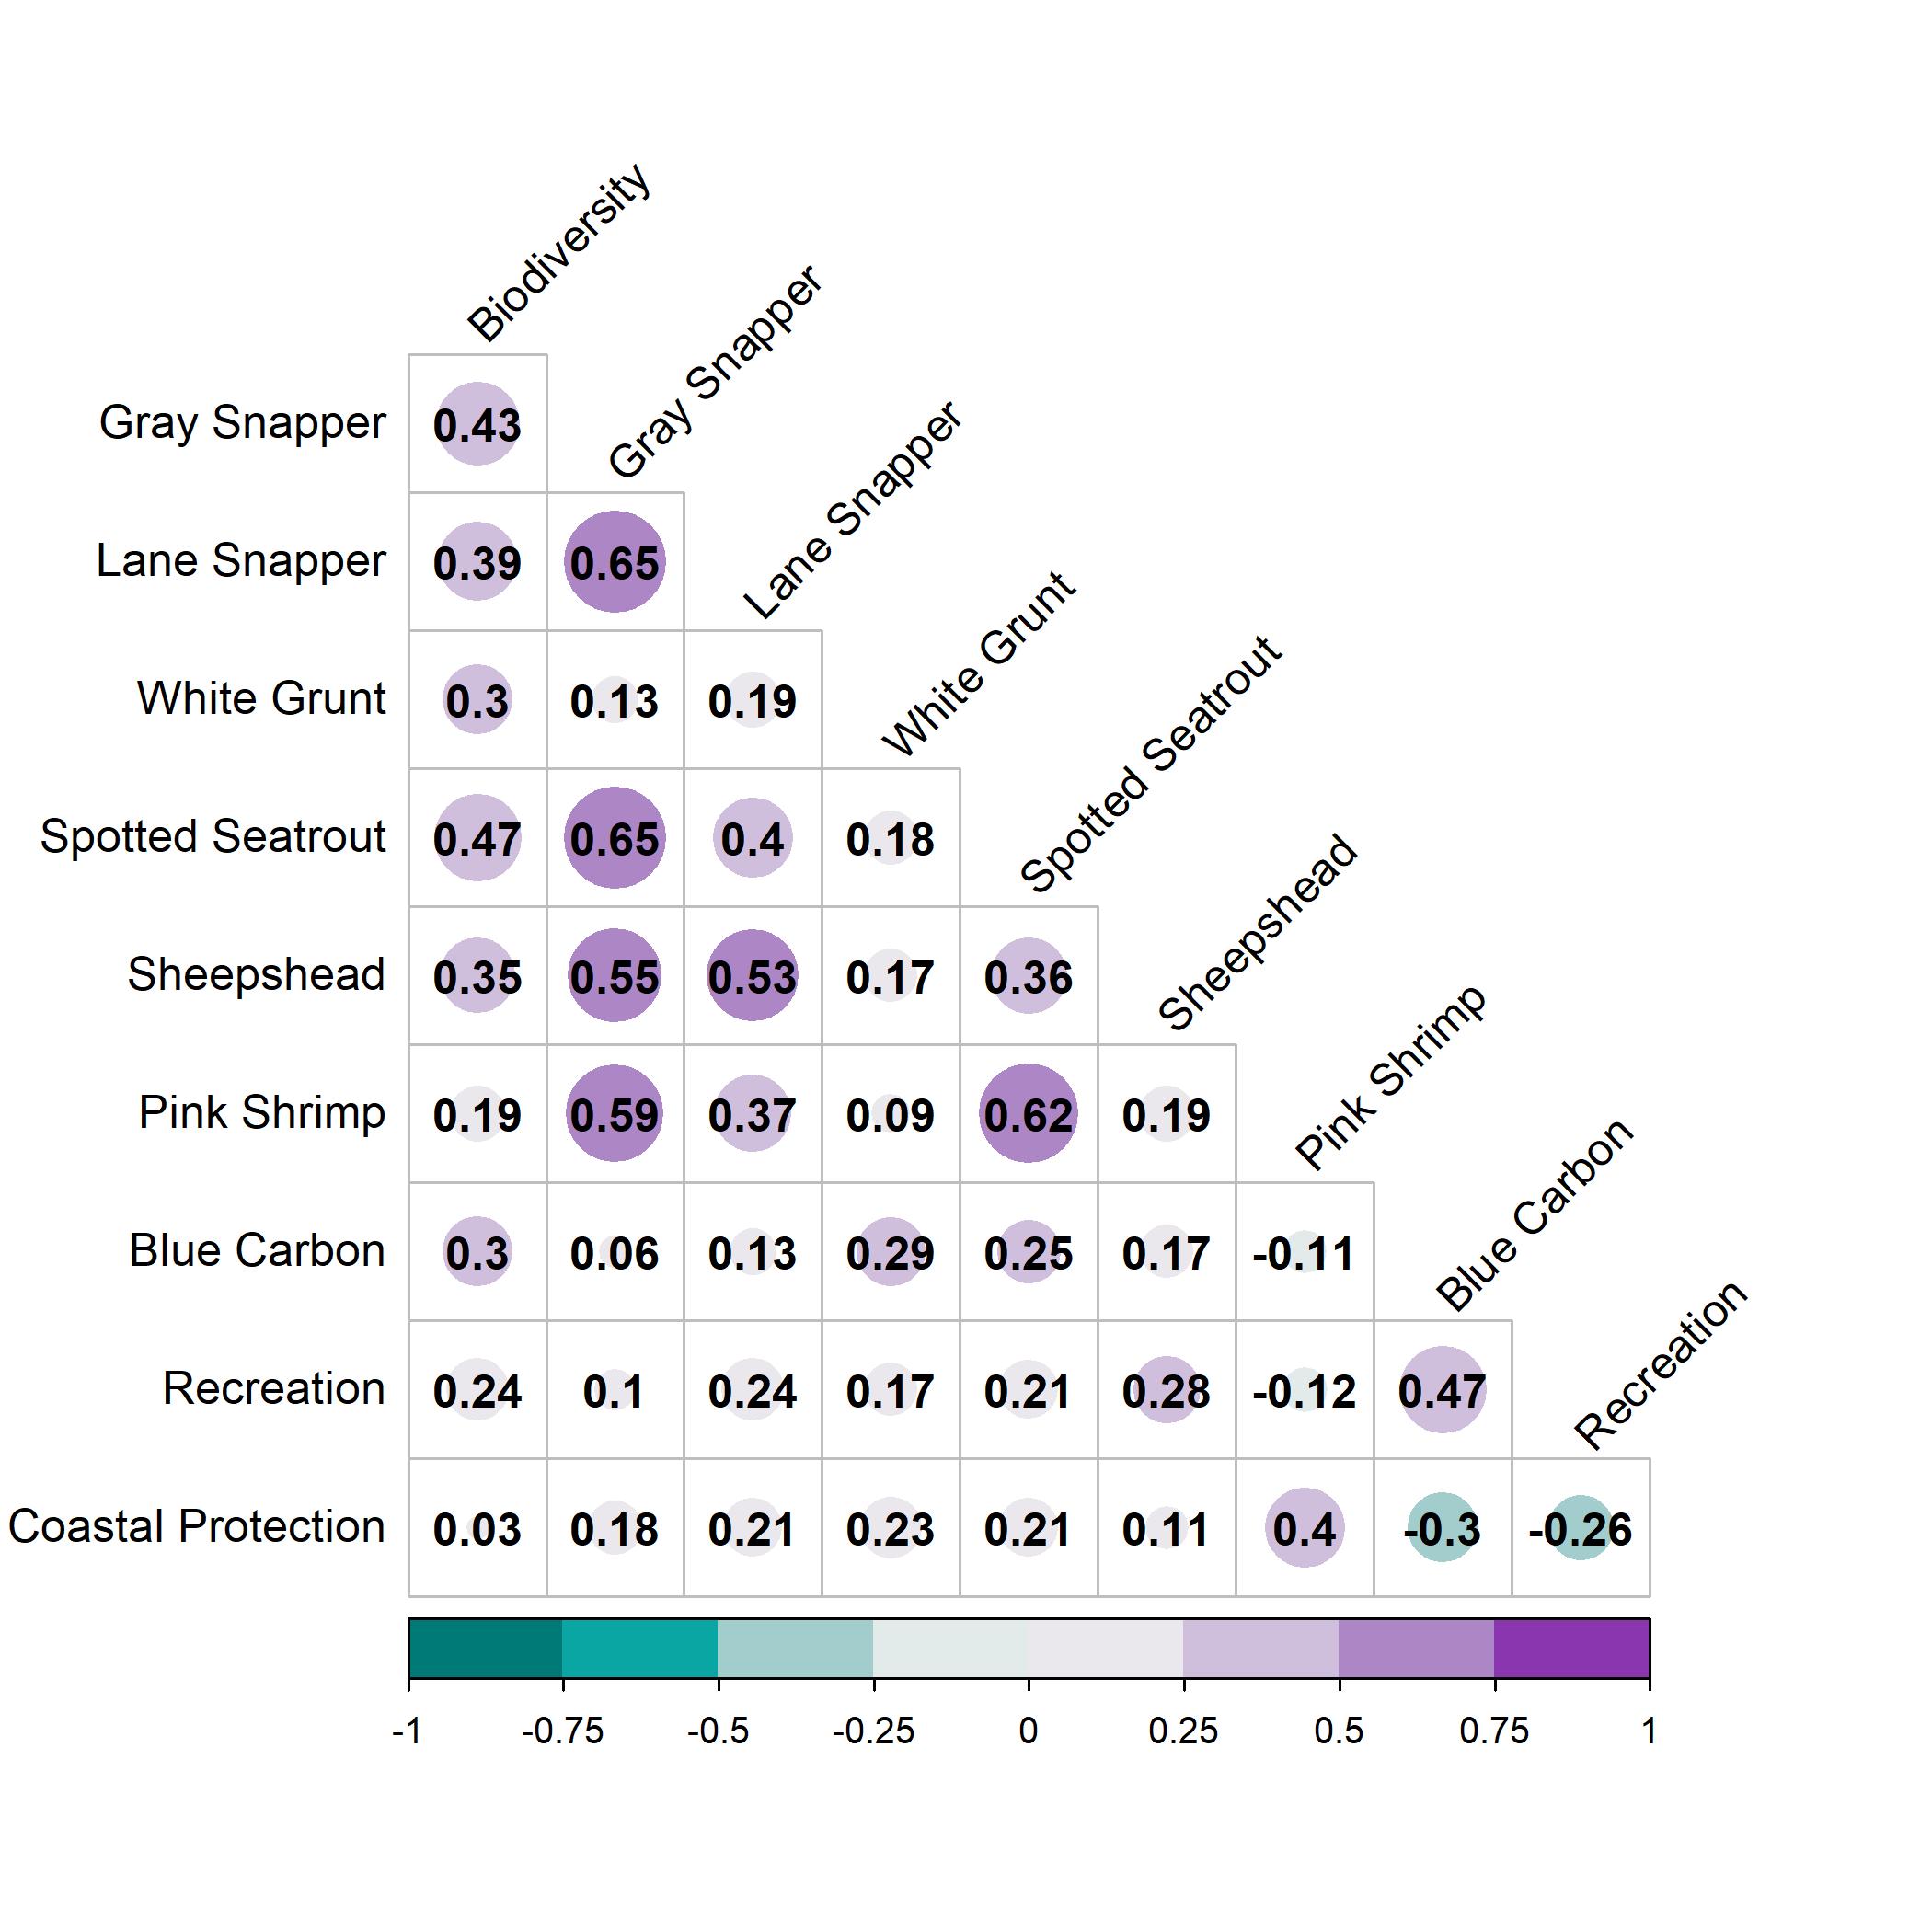 Biodiversity
Gray Snapper 0.43 Gray Snapper
Lane Snapper 0.39 0.65 Lane Snapper
White Grunt 0.3 0.13 0.19 White Grunt
Spotted Seatrout 0.47 0.65 0.4 0.18 Spotted Seatrout
Sheepshead 0.35 0.55 0.53 0.17 0.36 Sheepshead
Pink Shrimp 0.19 0.59 0.37 0.09 0.62 0.19 Pink Shrimp
Blue Carbon 0.3 0.06 0.13 0.29 0.25 0.17 -0.11 Blue Carbon
Recreation 0.24 0.1 0.24 0.17 0.21 0.28 -0.12 0.47 Recreation
Coastal Protection 0.03 0.18 0.21 0.23 0.21 0.11 0.4 -0.3 -0.26
-1 -0.75 -0.5 -0.25 0 0.25 0.5 0.75 1